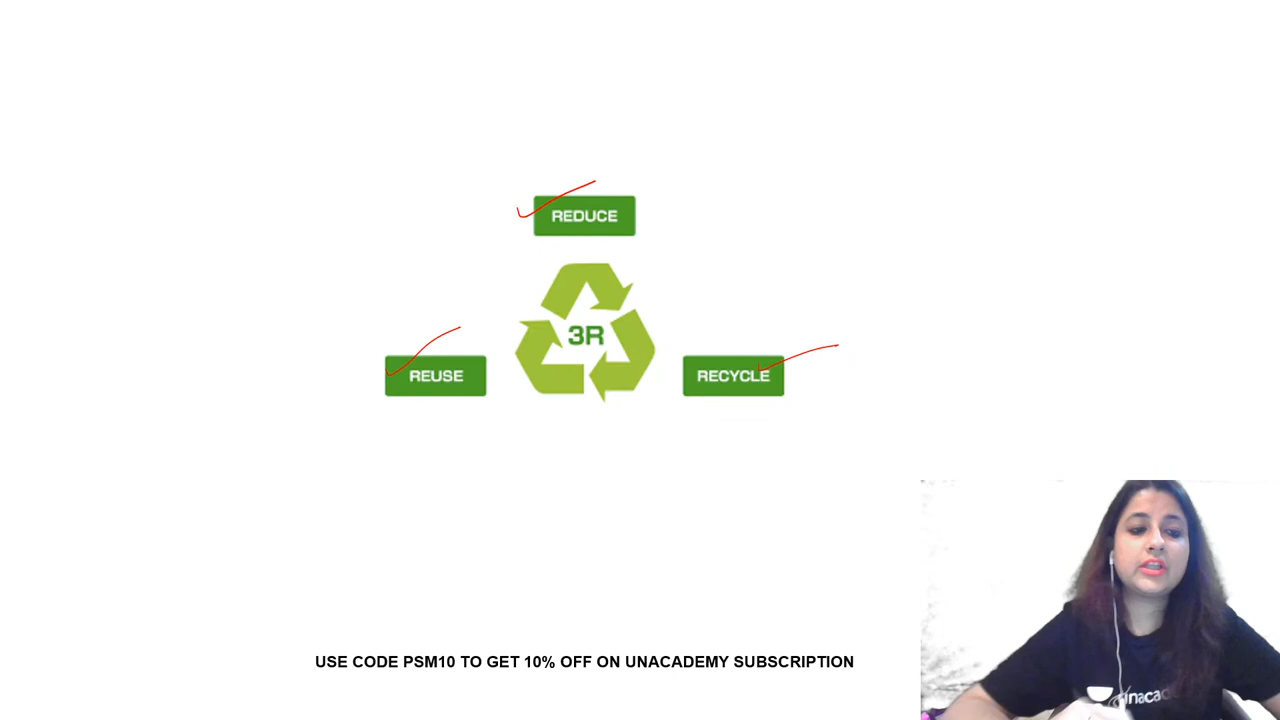 REDUCE
3R
REUSE
RECYCLE
USE CODE PSM10 TO GET 10% OFF ON UNACADEMY SUBSCRIPTION